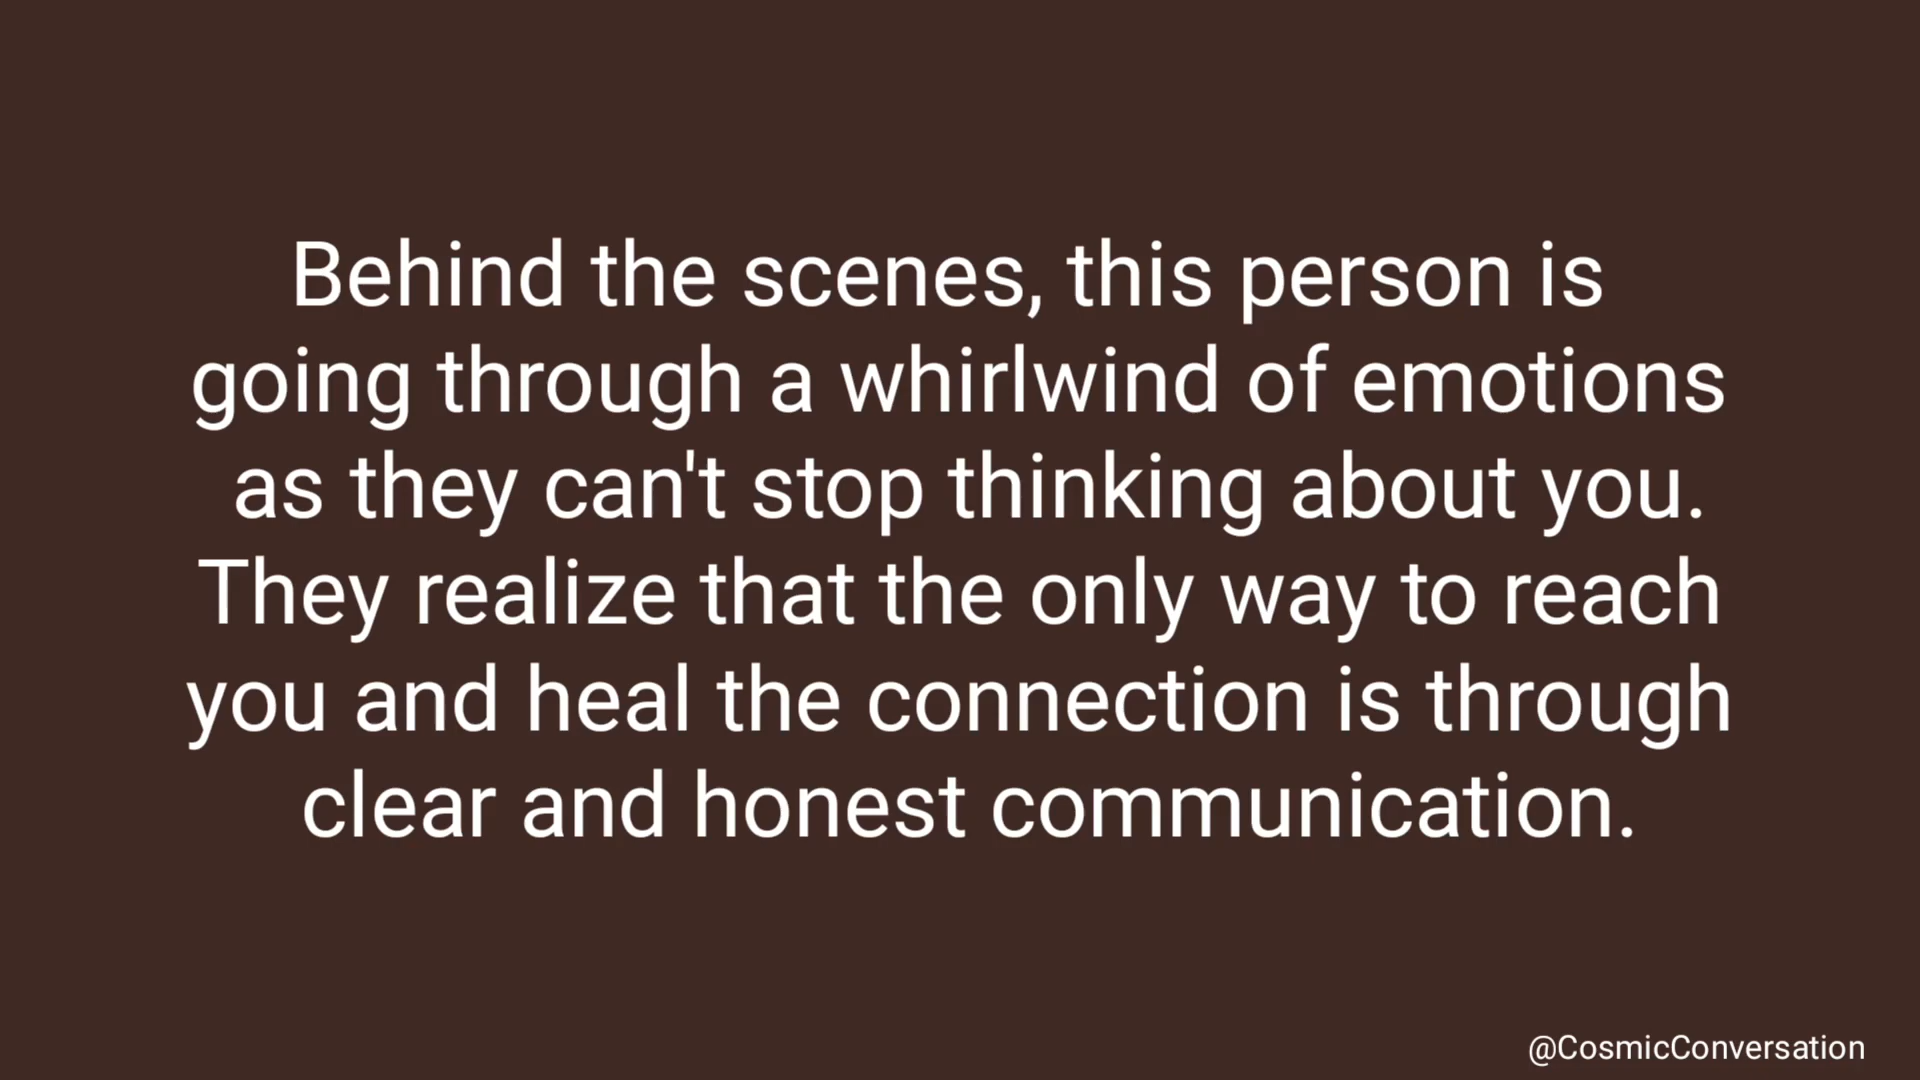 Behind the scenes, this person is
going through a whirlwind of emotions
as they can't stop thinking about you.
They realize that the only way to reach
you and heal the connection is through
clear and honest communication.
@CosmicConversation